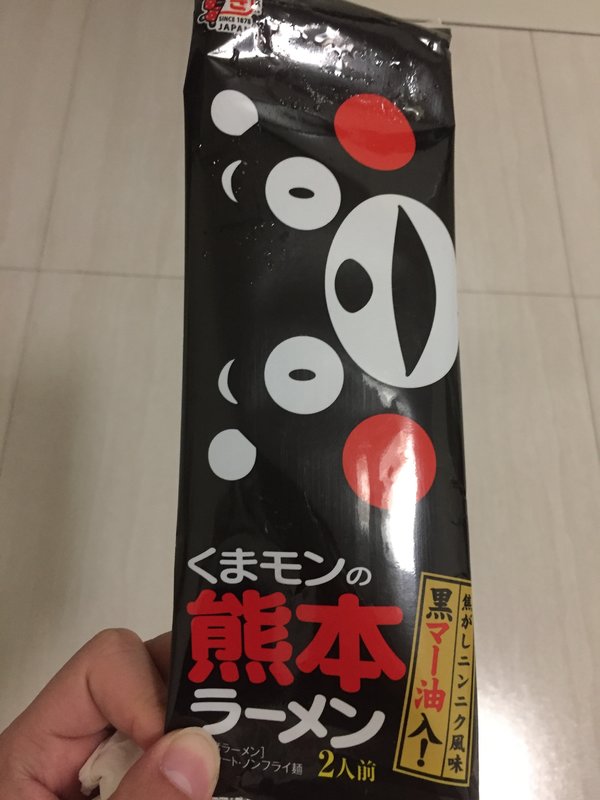 SINCE 1878
JAPAN
くまモンの
熊本
ラーメン
焦がしニンニク風味
黒マー油入!
ラーメン]
ート・ノンフライ麺
2人前